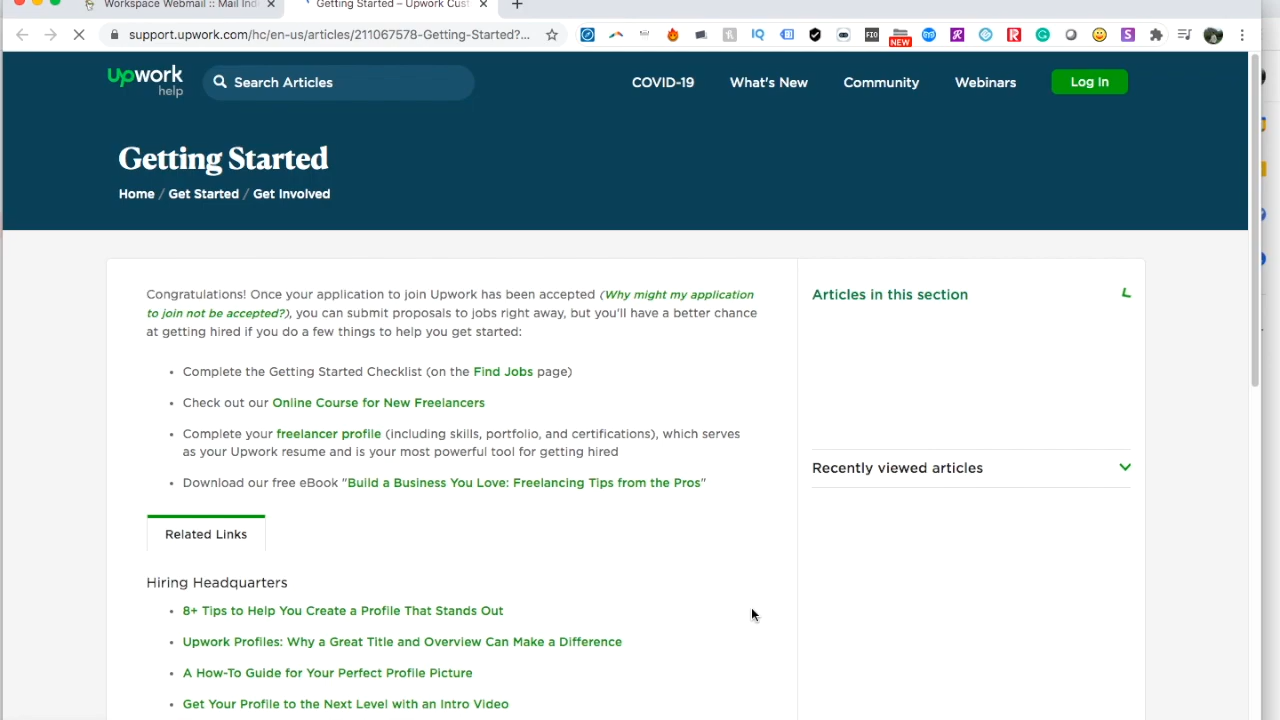 Workspace Webmail :: Mail Ind
Getting Started – Upwork Cust
support.upwork.com/hc/en-us/articles/211067578-Getting-Started?...
IQ
FIO
NEW
R
R
G
S
upwork
help
Search Articles
COVID-19
What's New
Community
Webinars
Log In
Getting Started
Home / Get Started / Get Involved
Congratulations! Once your application to join Upwork has been accepted (Why might my application
to join not be accepted?), you can submit proposals to jobs right away, but you'll have a better chance
at getting hired if you do a few things to help you get started:
• Complete the Getting Started Checklist (on the Find Jobs page)
• Check out our Online Course for New Freelancers
• Complete your freelancer profile (including skills, portfolio, and certifications), which serves
as your Upwork resume and is your most powerful tool for getting hired
• Download our free eBook "Build a Business You Love: Freelancing Tips from the Pros"
Articles in this section
Recently viewed articles
Related Links
Hiring Headquarters
• 8+ Tips to Help You Create a Profile That Stands Out
• Upwork Profiles: Why a Great Title and Overview Can Make a Difference
• A How-To Guide for Your Perfect Profile Picture
• Get Your Profile to the Next Level with an Intro Video